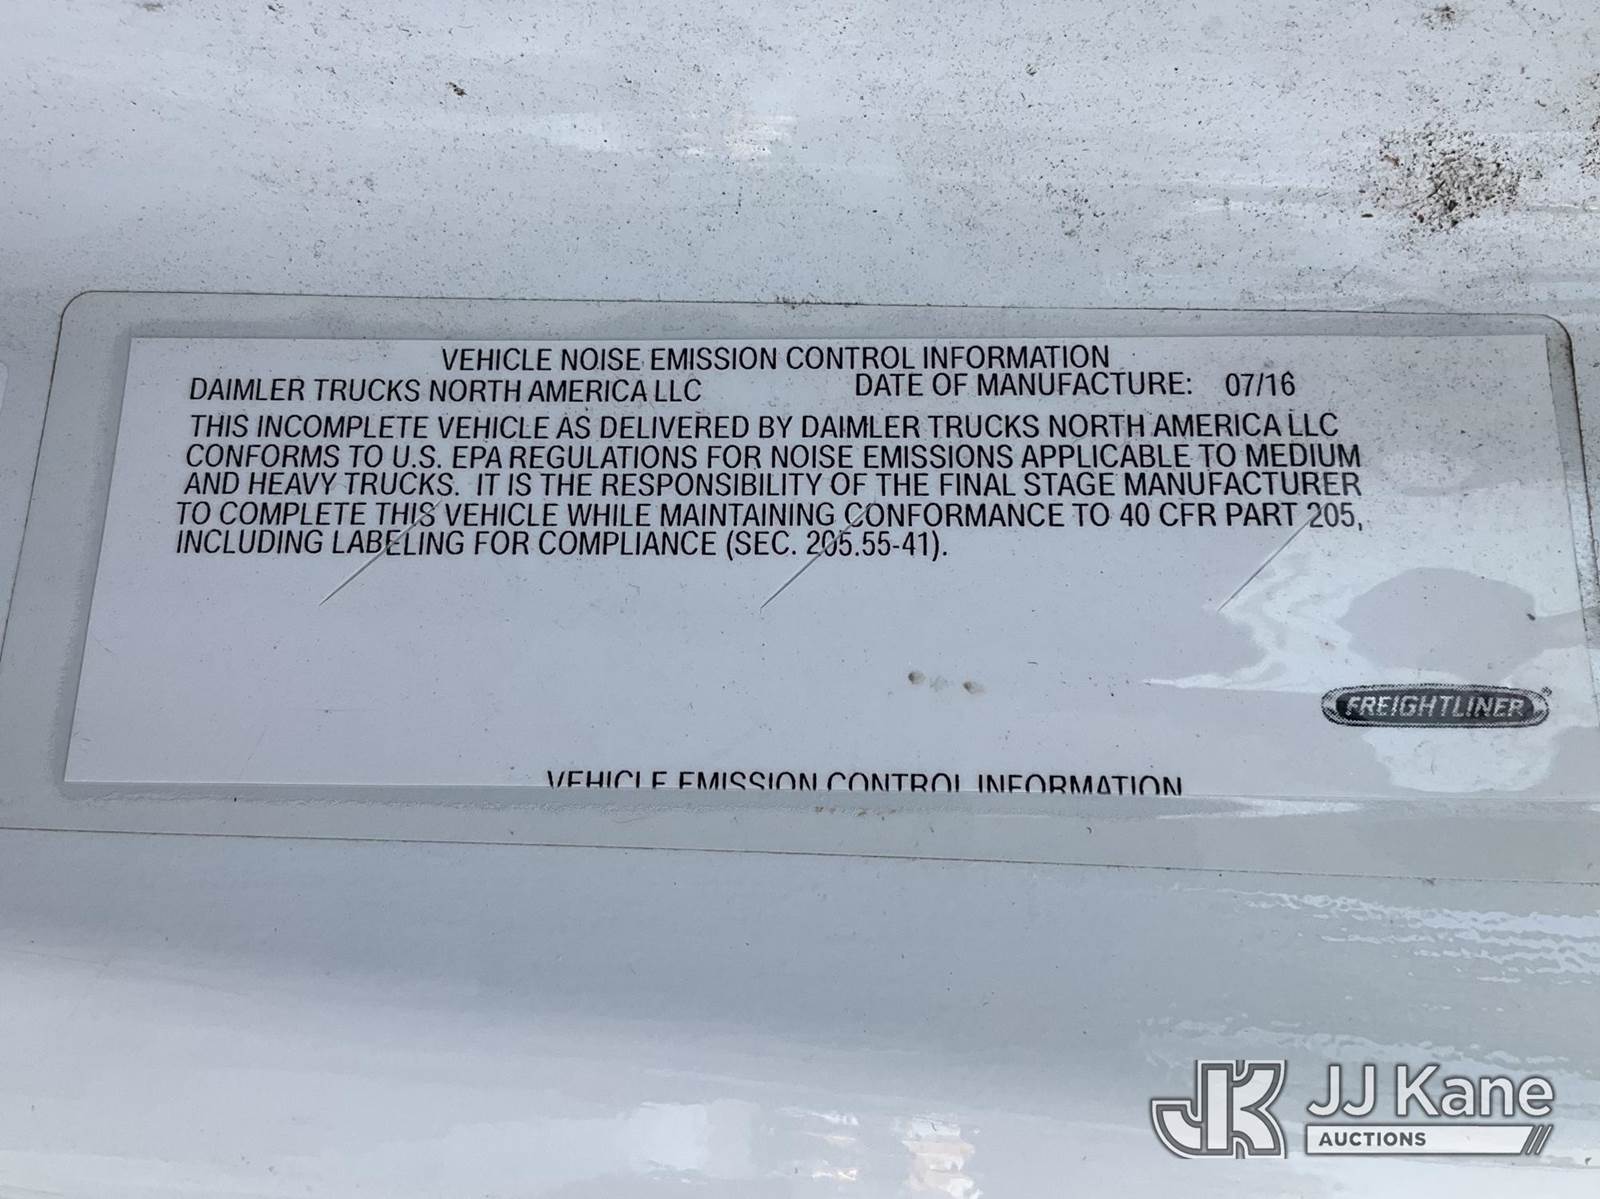 VEHICLE NOISE EMISSION CONTROL INFORMATION
DAIMLER TRUCKS NORTH AMERICA LLC DATE OF MANUFACTURE: 07/16
THIS INCOMPLETE VEHICLE AS DELIVERED BY DAIMLER TRUCKS NORTH AMERICA LLC
CONFORMS TO U.S. EPA REGULATIONS FOR NOISE EMISSIONS APPLICABLE TO MEDIUM
AND HEAVY TRUCKS. IT IS THE RESPONSIBILITY OF THE FINAL STAGE MANUFACTURER
TO COMPLETE THIS VEHICLE WHILE MAINTAINING CONFORMANCE TO 40 CFR PART 205,
INCLUDING LABELING FOR COMPLIANCE (SEC. 205.55-41).
FREIGHTLINER®
VEHICLE EMISSION CONTROL INFORMATION
JK JJ Kane
AUCTIONS